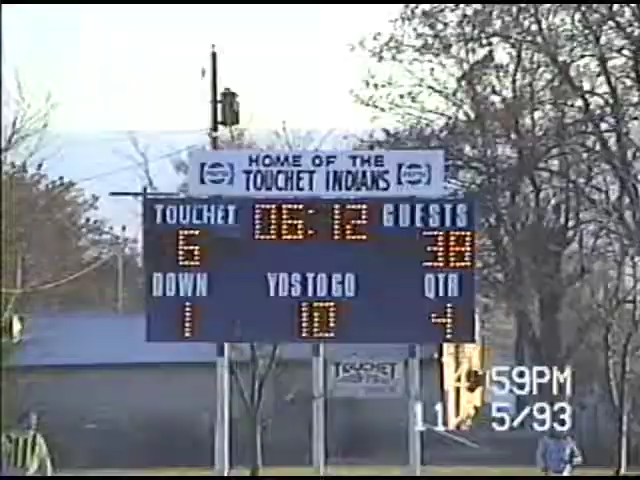 HOME OF THE
TOUCHET INDIANS
TOUCHET 06:12 GUESTS
6 38
DOWN YDS TO GO QTR
1 10 4
TOUCHET
4:59PM
11/ 5/93